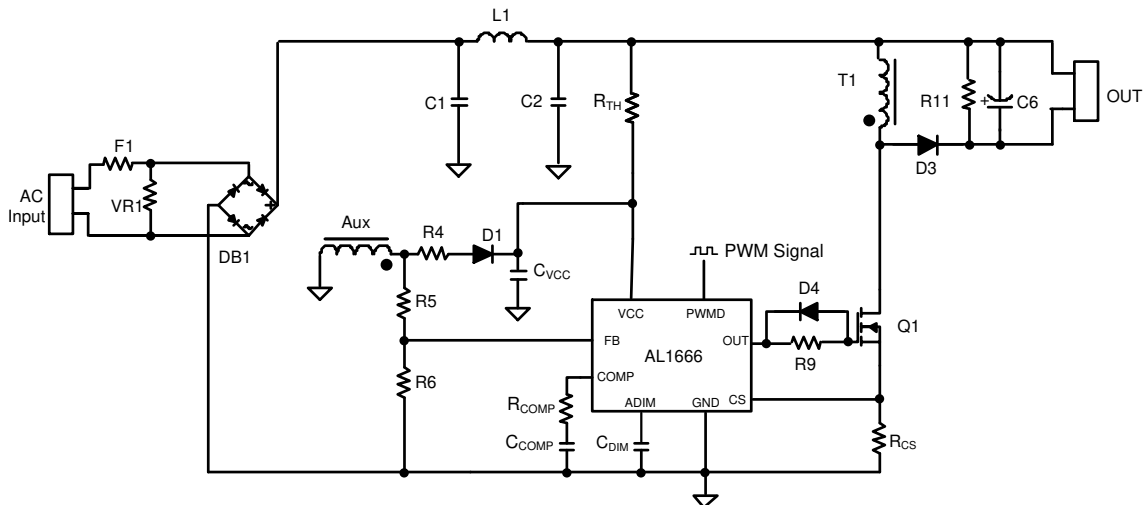 L1
T1
C1
C2
RTH
R11
+
C6
OUT
F1
AC
Input
VR1
DB1
D3
Aux
R4
D1
CVCC
PWM Signal
D4
R5
VCC
PWMD
Q1
FB
AL1666
OUT
R9
R6
COMP
RCOMP
ADIM
GND
CS
CCOMP
CDIM
RCS